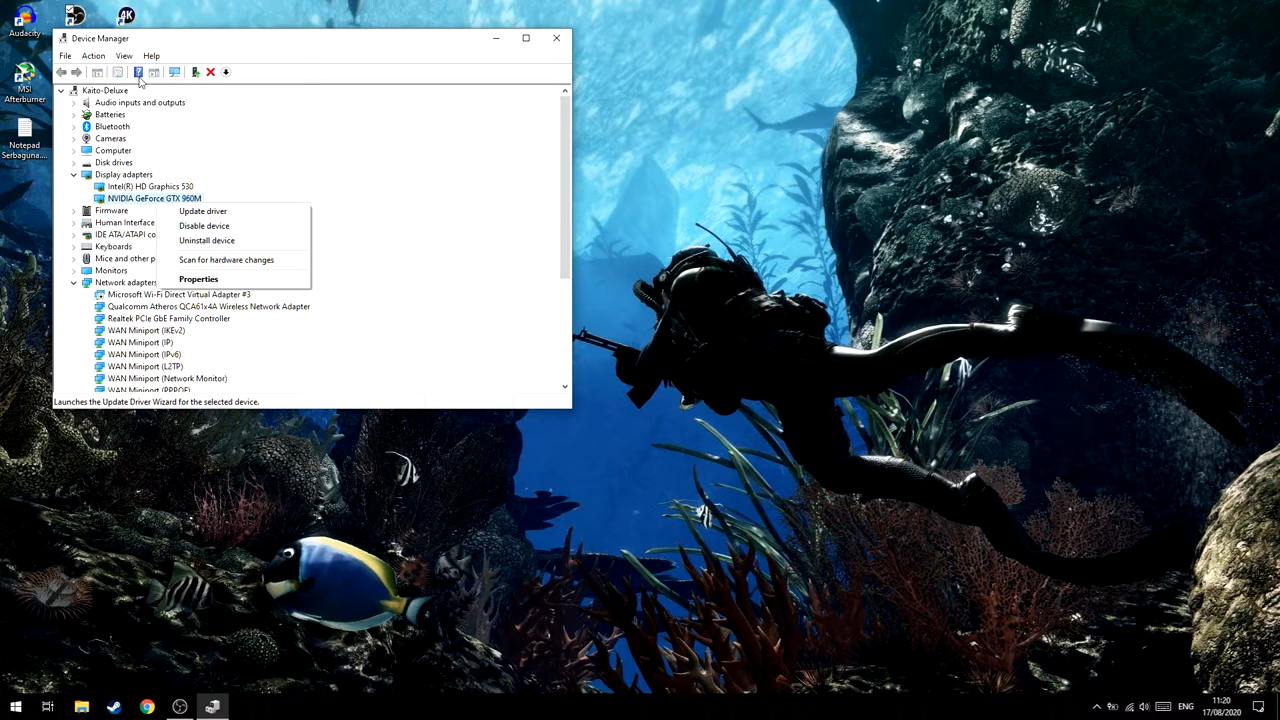 Audacity
4K
MSI
Afterburner
Notepad
Serbaguna....
Device Manager
File Action View Help
Kaito-Deluxe
Audio inputs and outputs
Batteries
Bluetooth
Cameras
Computer
Disk drives
Display adapters
Intel(R) HD Graphics 530
NVIDIA GeForce GTX 960M
Firmware
Human Interface
IDE ATA/ATAPI co
Keyboards
Mice and other p
Monitors
Network adapters
Update driver
Disable device
Uninstall device
Scan for hardware changes
Properties
Microsoft Wi-Fi Direct Virtual Adapter #3
Qualcomm Atheros QCA61x4A Wireless Network Adapter
Realtek PCIe GbE Family Controller
WAN Miniport (IKEv2)
WAN Miniport (IP)
WAN Miniport (IPv6)
WAN Miniport (L2TP)
WAN Miniport (Network Monitor)
WAN Miniport (PPPOE)
Launches the Update Driver Wizard for the selected device.
ENG
11:20
17/08/2020